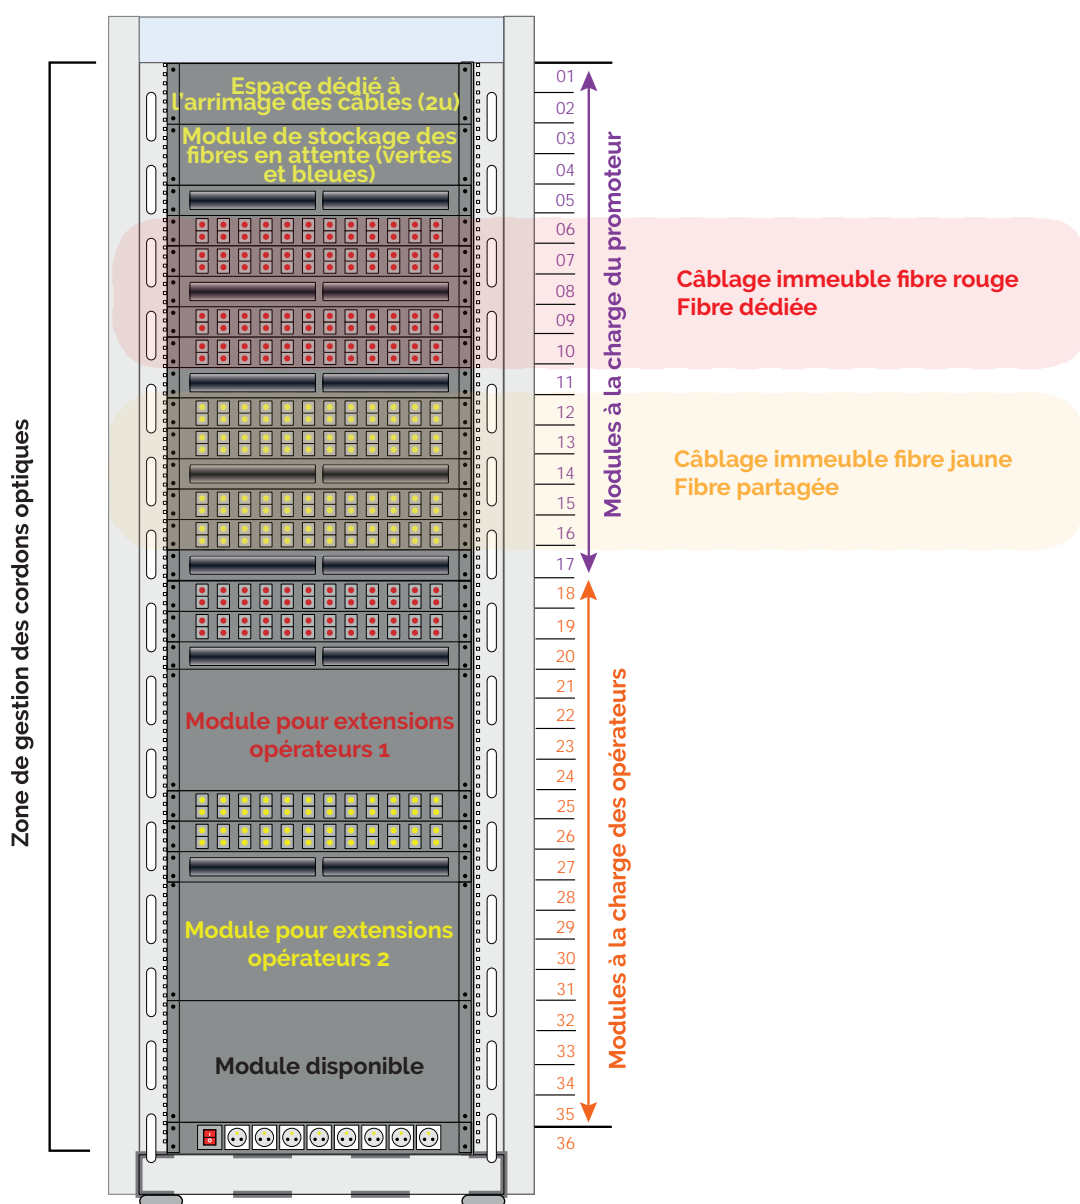 Espace dédié à
l'arrimage des câbles (2u)
Module de stockage des
fibres en attente (vertes
et bleues)
Module pour extensions
opérateurs 1
Module pour extensions
opérateurs 2
Module disponible
Zone de gestion des cordons optiques
01
02
03
04
05
06
07
08
09
10
11
12
13
14
15
16
17
18
19
20
21
22
23
24
25
26
27
28
29
30
31
32
33
34
35
36
Modules à la charge du promoteur
Modules à la charge des opérateurs
Câblage immeuble fibre rouge
Fibre dédiée
Câblage immeuble fibre jaune
Fibre partagée